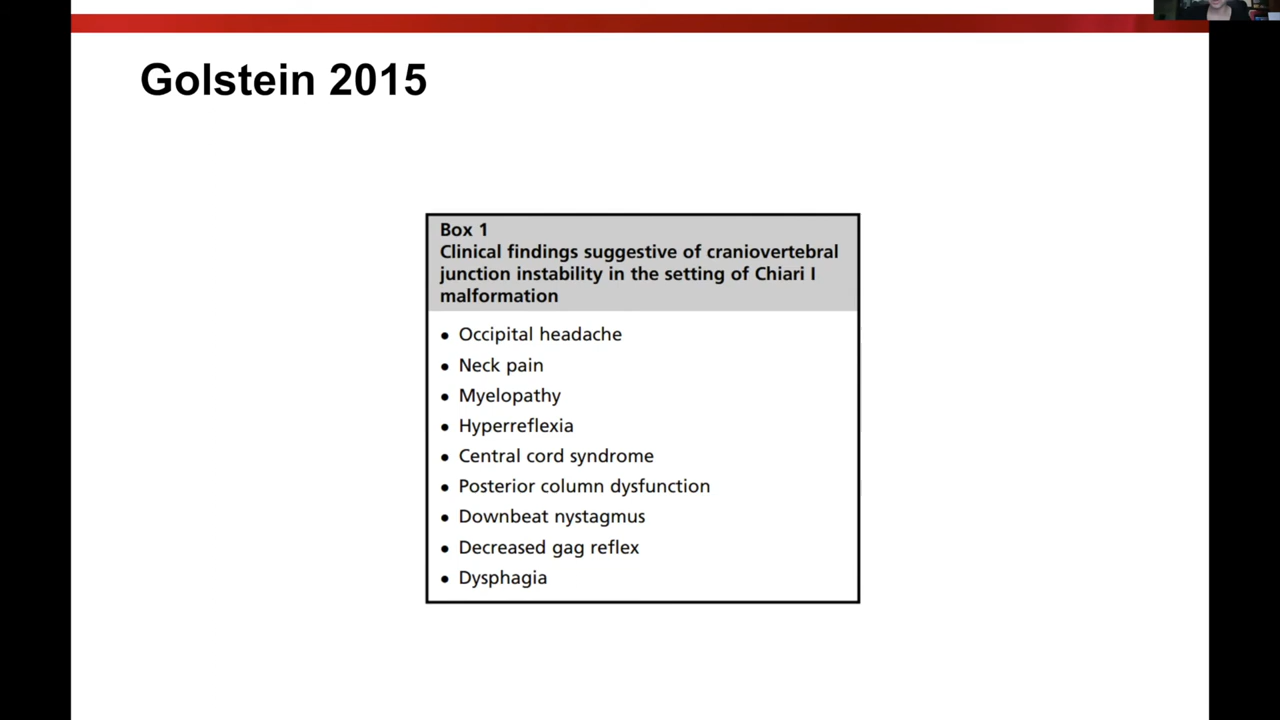 Golstein 2015
Box 1
Clinical findings suggestive of craniovertebral
junction instability in the setting of Chiari I
malformation
• Occipital headache
• Neck pain
• Myelopathy
• Hyperreflexia
• Central cord syndrome
• Posterior column dysfunction
• Downbeat nystagmus
• Decreased gag reflex
• Dysphagia